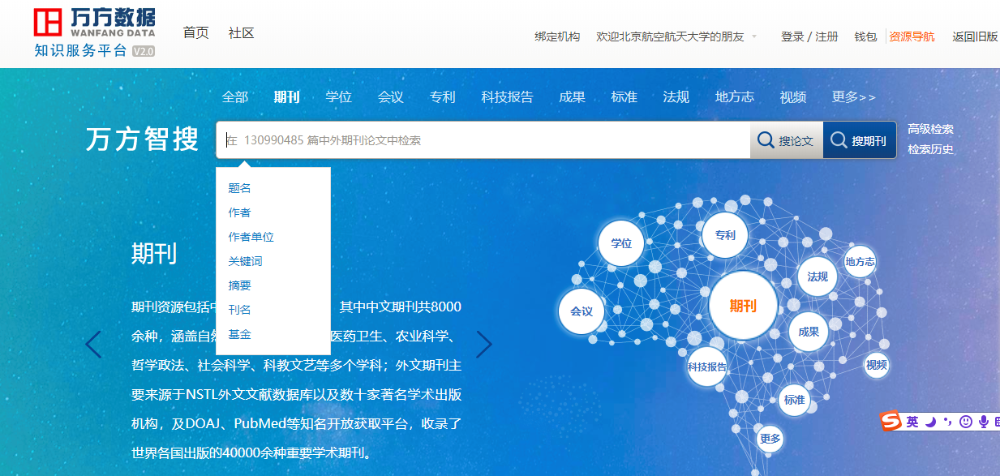 万方数据
WANFANG DATA
知识服务平台 V2.0
首页 社区
绑定机构 欢迎北京航空航天大学的朋友 登录 / 注册 钱包 资源导航 返回旧版
全部 期刊 学位 会议 专利 科技报告 成果 标准 法规 地方志 视频 更多>>
万方智搜
在 130990485 篇中外期刊论文中检索
搜论文 搜期刊
高级检索
检索历史
题名
作者
作者单位
关键词
摘要
刊名
基金
期刊
期刊资源包括 其中中文期刊共8000
余种，涵盖自 医药卫生、农业科学、
哲学政法、社会科学、科教文艺等多个学科；外文期刊主
要来源于NSTL外文文献数据库以及数十家著名学术出版
机构，及DOAJ、PubMed等知名开放获取平台，收录了
世界各国出版的40000余种重要学术期刊。
学位
专利
地方志
法规
期刊
会议
成果
科技报告
视频
标准
更多
S 英